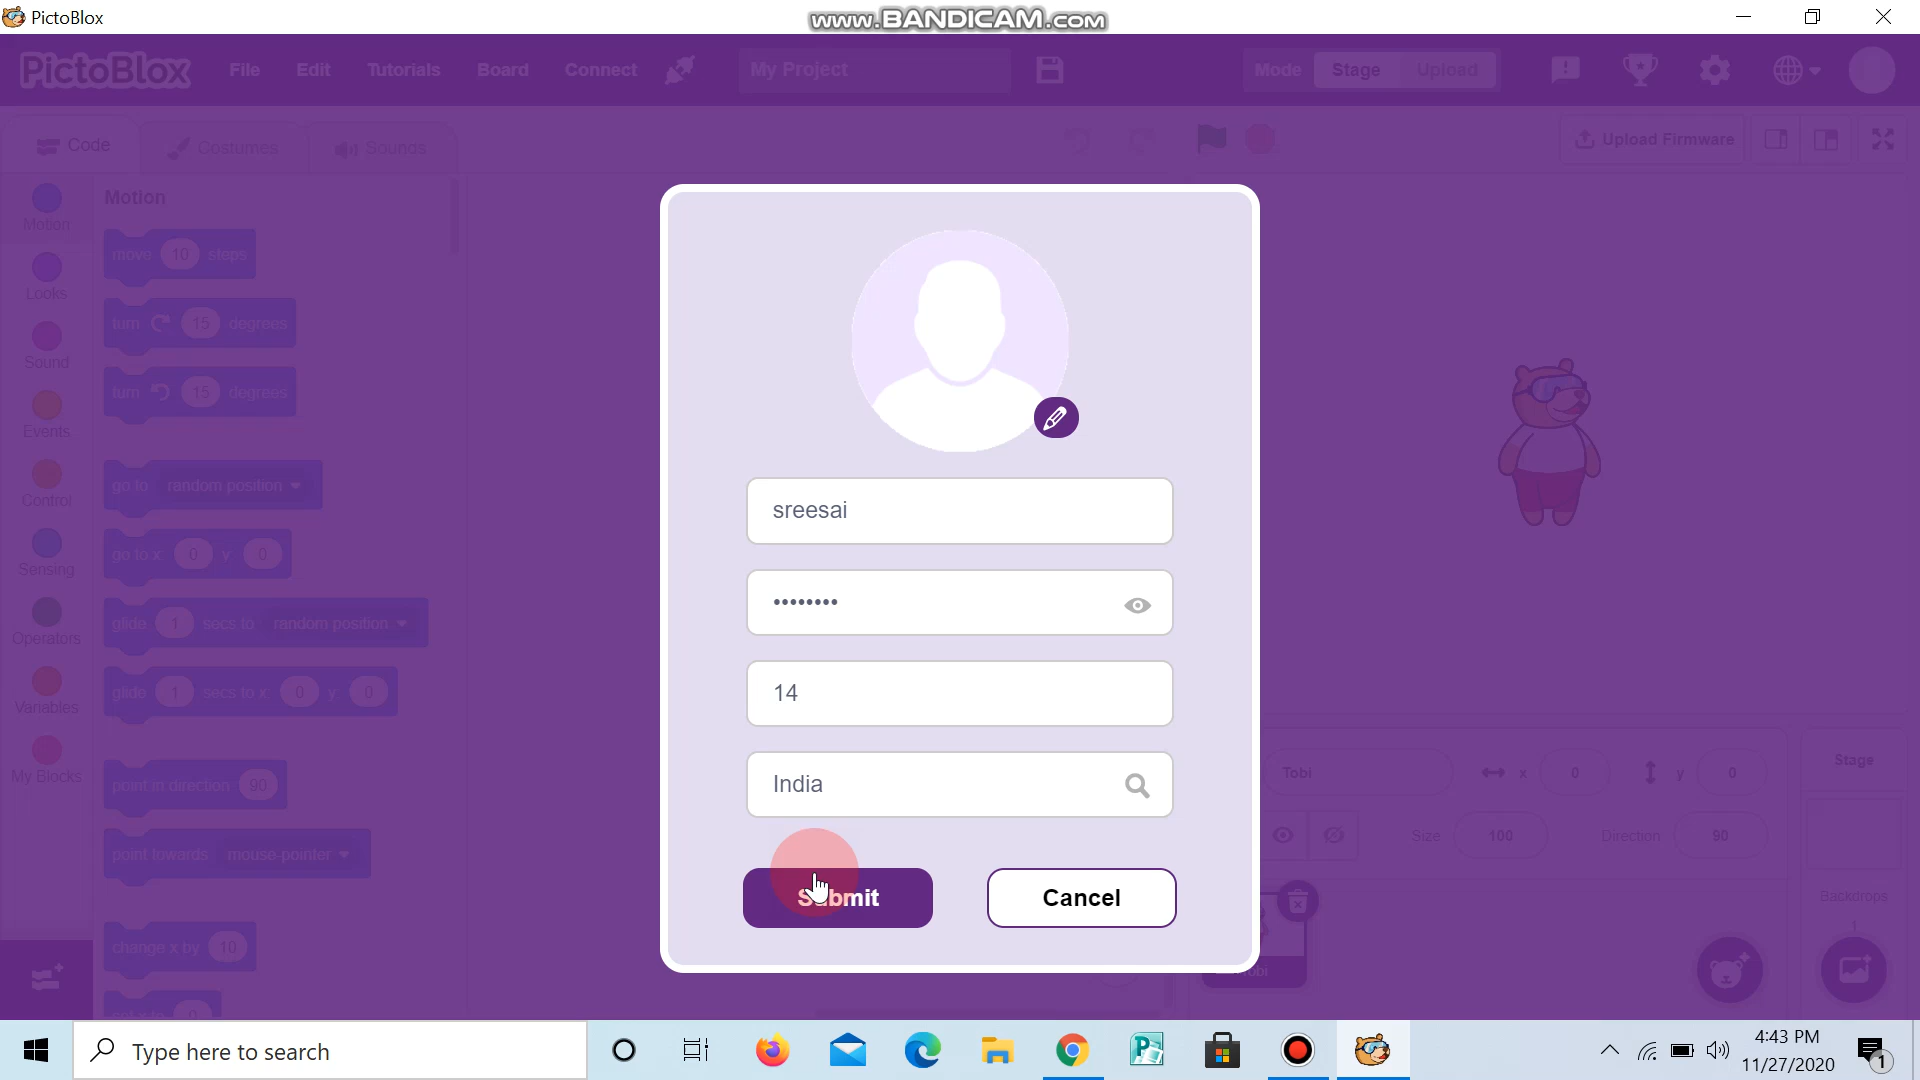 PictoBlox
www.BANDICAM.com
PictoBlox File Edit Tutorials Board Connect My Project Mode Stage Upload
Code Costumes Sounds Upload Firmware
Motion
Motion
Looks
Sound
Events
Control
Sensing
Operators
Variables
My Blocks
move 10 steps
turn 15 degrees
turn 15 degrees
go to random position
go to x 0 y 0
glide 1 secs to random position
glide 1 secs to x 0 y 0
point in direction 90
point towards mouse-pointer
change x by 10
sreesai
••••••••
14
India
Submit Cancel
Tobi x 0 y 0
Size 100 Direction 90
Stage
Backdrops
Type here to search
4:43 PM
11/27/2020
1